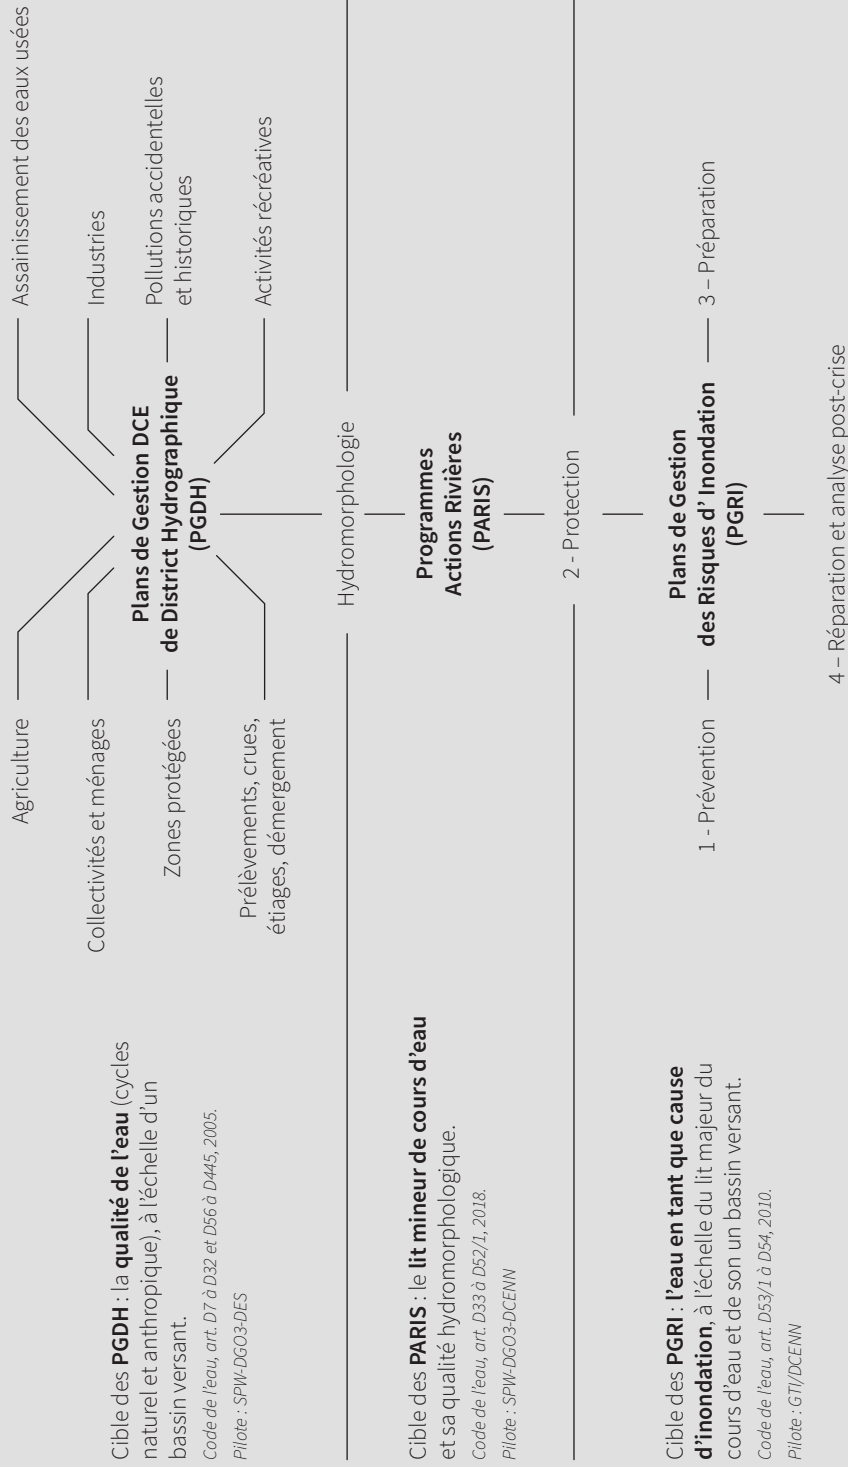 Cible des PGDH : la qualité de l'eau (cycles
naturel et anthropique), à l'échelle d'un
bassin versant.
Code de l'eau, art. D7 à D32 et D56 à D445, 2005.
Pilote : SPW-DGO3-DES
Agriculture
Collectivités et ménages
Zones protégées
Prélèvements, crues,
étiages, démergement
Plans de Gestion DCE
de District Hydrographique
(PGDH)
Assainissement des eaux usées
Industries
Pollutions accidentelles
et historiques
Activités récréatives
Hydromorphologie
Cible des PARIS : le lit mineur de cours d'eau
et sa qualité hydromorphologique.
Code de l'eau, art. D33 à D52/1, 2018.
Pilote : SPW-DGO3-DCENN
Programmes
Actions Rivières
(PARIS)
2 - Protection
Cible des PGRI : l'eau en tant que cause
d'inondation, à l'échelle du lit majeur du
cours d'eau et de son un bassin versant.
Code de l'eau, art. D53/1 à D54, 2010.
Pilote : GTI/DCENN
1 - Prévention
Plans de Gestion
des Risques d' Inondation
(PGRI)
3 – Préparation
4 – Réparation et analyse post-crise